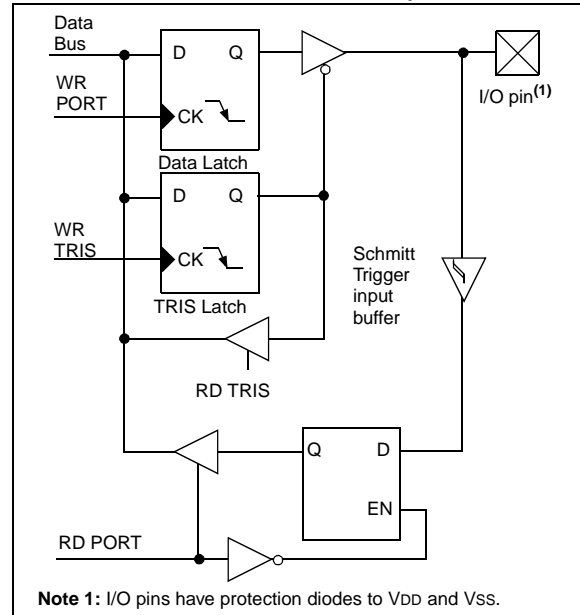 Data
Bus
D Q
WR
PORT
CK
I/O pin(1)
Data Latch
D Q
WR
TRIS
CK
Schmitt
Trigger
input
buffer
TRIS Latch
RD TRIS
Q D
EN
RD PORT
Note 1: I/O pins have protection diodes to VDD and VSS.